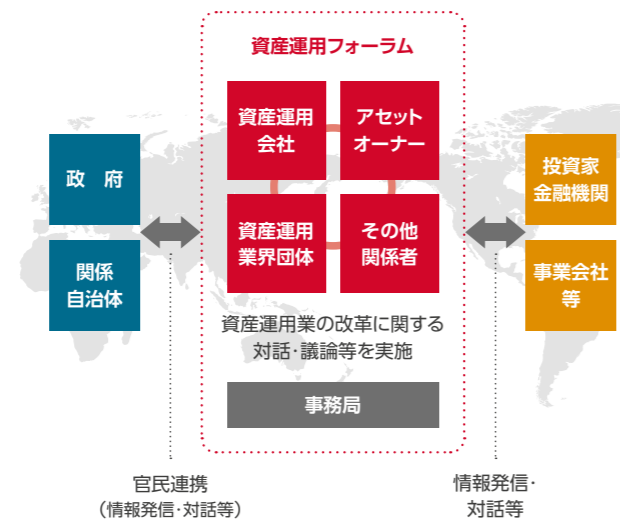 資産運用フォーラム
資産運用
会社
アセット
オーナー
資産運用
業界団体
その他
関係者
資産運用業の改革に関する
対話・議論等を実施
事務局
政　府
関係
自治体
投資家
金融機関
事業会社
等
官民連携
（情報発信・対話等）
情報発信・
対話等